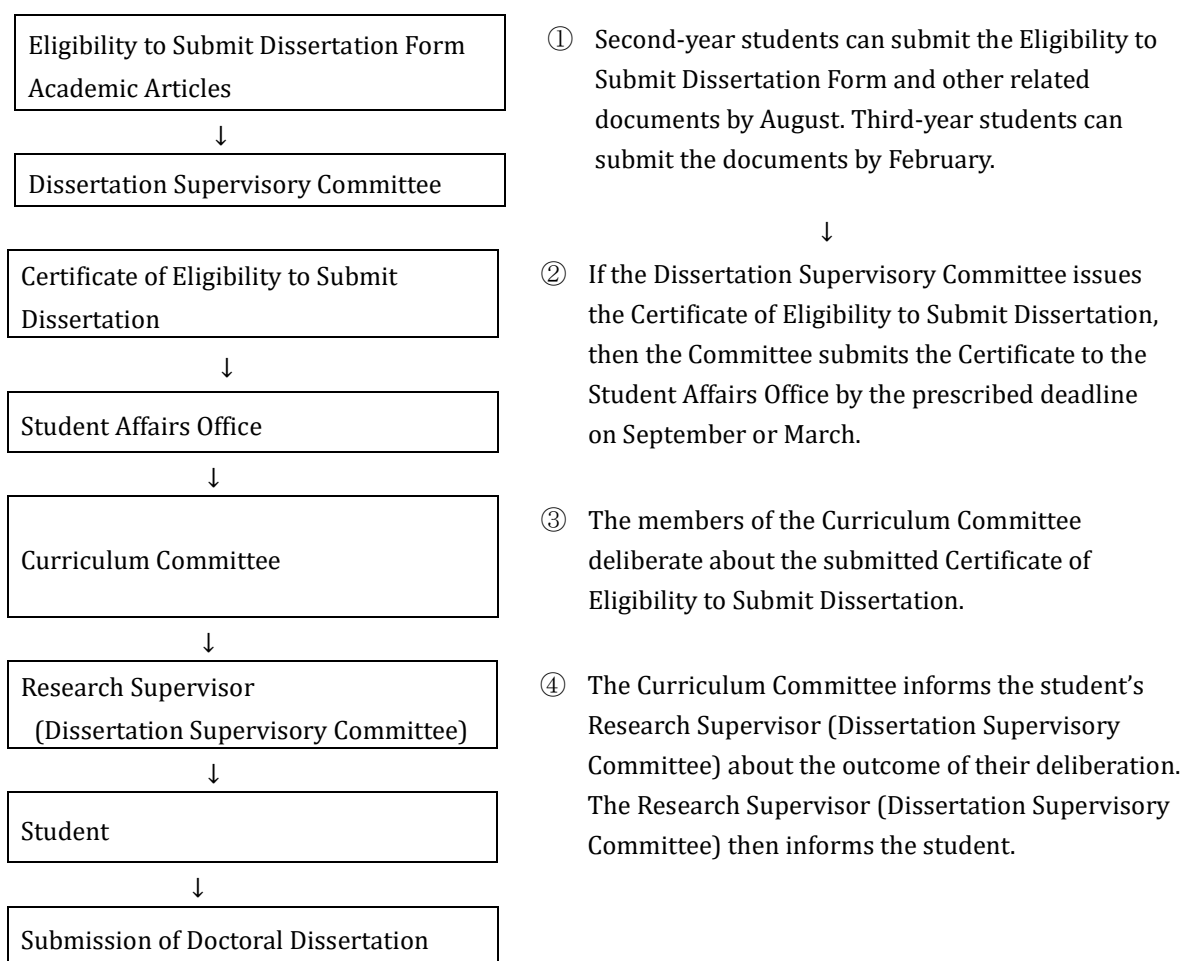 Eligibility to Submit Dissertation Form
Academic Articles
↓
Dissertation Supervisory Committee
Certificate of Eligibility to Submit
Dissertation
↓
Student Affairs Office
↓
Curriculum Committee
↓
Research Supervisor
(Dissertation Supervisory Committee)
↓
Student
↓
Submission of Doctoral Dissertation
① Second-year students can submit the Eligibility to
Submit Dissertation Form and other related
documents by August. Third-year students can
submit the documents by February.
↓
② If the Dissertation Supervisory Committee issues
the Certificate of Eligibility to Submit Dissertation,
then the Committee submits the Certificate to the
Student Affairs Office by the prescribed deadline
on September or March.
③ The members of the Curriculum Committee
deliberate about the submitted Certificate of
Eligibility to Submit Dissertation.
④ The Curriculum Committee informs the student’s
Research Supervisor (Dissertation Supervisory
Committee) about the outcome of their deliberation.
The Research Supervisor (Dissertation Supervisory
Committee) then informs the student.